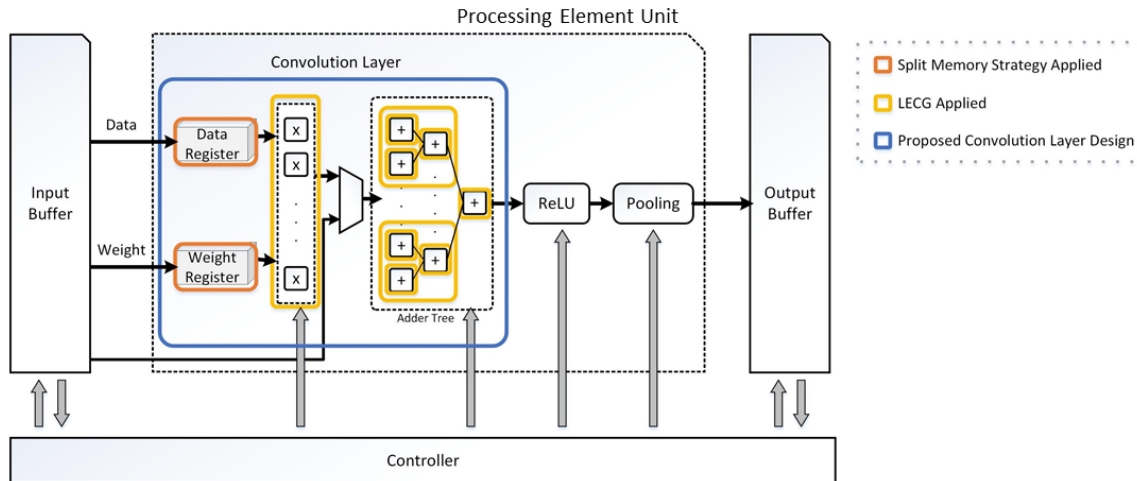 Processing Element Unit
Convolution Layer
Split Memory Strategy Applied
LECG Applied
Proposed Convolution Layer Design
Data
Data
Register
x
x
.
.
.
x
Input
Buffer
Weight
Weight
Register
+
+
+
. . .
. . .
+
+
+
+
Adder Tree
ReLU
Pooling
Output
Buffer
Controller